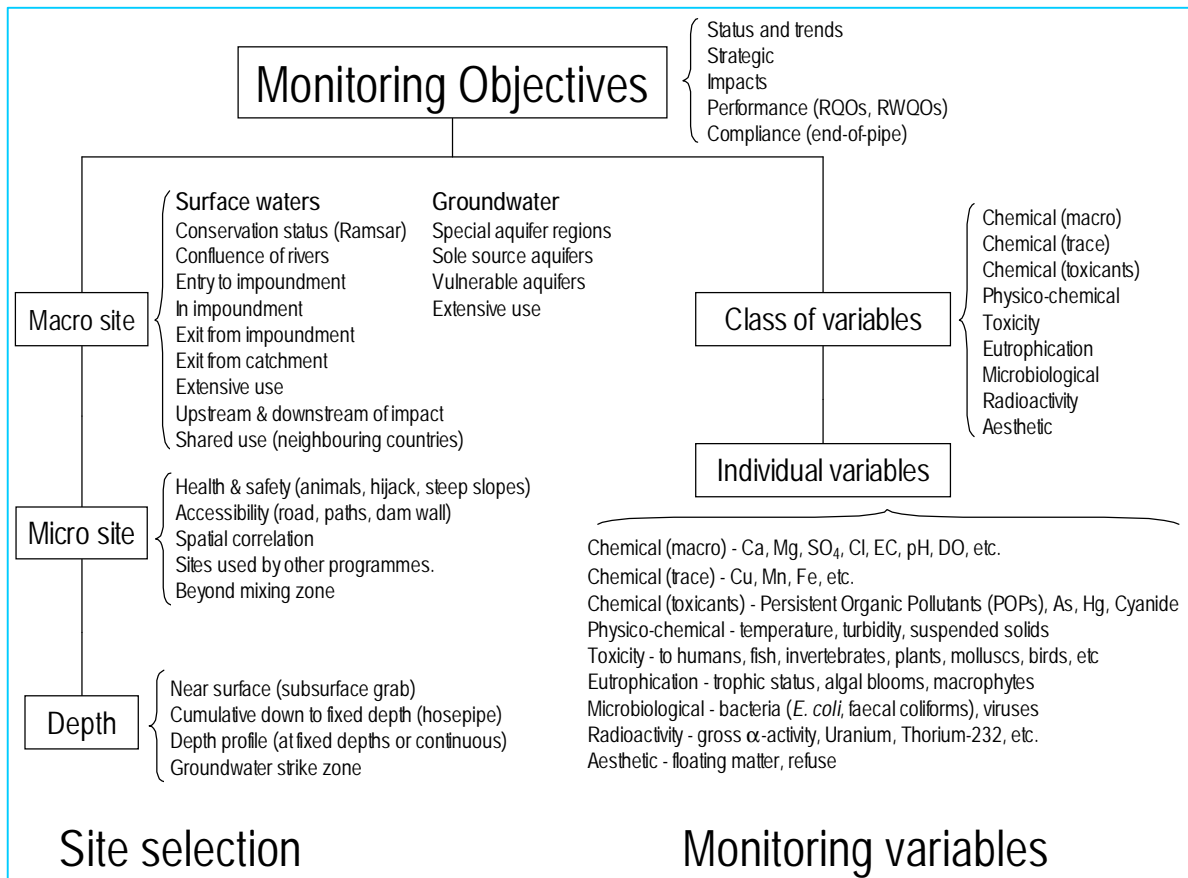 Monitoring Objectives
Status and trends
Strategic
Impacts
Performance (RQOs, RWQOs)
Compliance (end-of-pipe)
Macro site
Surface waters
Conservation status (Ramsar)
Confluence of rivers
Entry to impoundment
In impoundment
Exit from impoundment
Exit from catchment
Extensive use
Upstream & downstream of impact
Shared use (neighbouring countries)
Groundwater
Special aquifer regions
Sole source aquifers
Vulnerable aquifers
Extensive use
Micro site
Health & safety (animals, hijack, steep slopes)
Accessibility (road, paths, dam wall)
Spatial correlation
Sites used by other programmes.
Beyond mixing zone
Depth
Near surface (subsurface grab)
Cumulative down to fixed depth (hosepipe)
Depth profile (at fixed depths or continuous)
Groundwater strike zone
Site selection
Class of variables
Chemical (macro)
Chemical (trace)
Chemical (toxicants)
Physico-chemical
Toxicity
Eutrophication
Microbiological
Radioactivity
Aesthetic
Individual variables
Chemical (macro) - Ca, Mg, SO₄, Cl, EC, pH, DO, etc.
Chemical (trace) - Cu, Mn, Fe, etc.
Chemical (toxicants) - Persistent Organic Pollutants (POPs), As, Hg, Cyanide
Physico-chemical - temperature, turbidity, suspended solids
Toxicity - to humans, fish, invertebrates, plants, molluscs, birds, etc
Eutrophication - trophic status, algal blooms, macrophytes
Microbiological - bacteria (E. coli, faecal coliforms), viruses
Radioactivity - gross α-activity, Uranium, Thorium-232, etc.
Aesthetic - floating matter, refuse
Monitoring variables